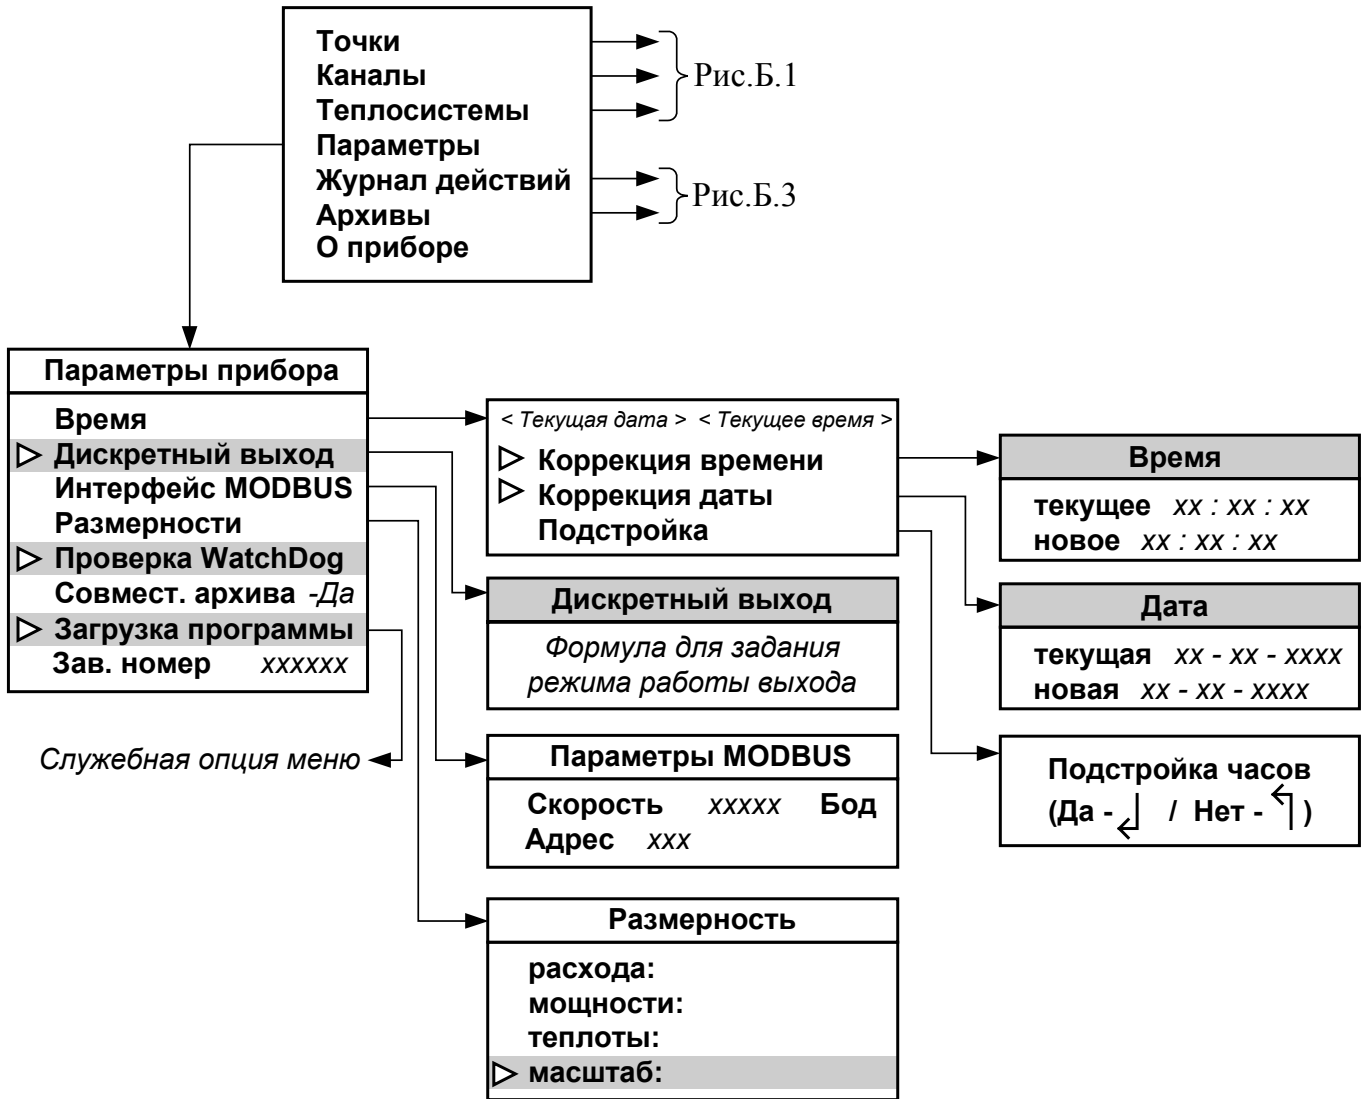 Точки
Каналы
Теплосистемы
Рис.Б.1
Параметры
Журнал действий
Архивы
Рис.Б.3
О приборе
Параметры прибора
Время
Дискретный выход
Интерфейс MODBUS
Размерности
Проверка WatchDog
Совмест. архива -Да
Загрузка программы
Зав. номер xxxxxx
Служебная опция меню
< Текущая дата > < Текущее время >
Коррекция времени
Коррекция даты
Подстройка
Дискретный выход
Формула для задания
режима работы выхода
Параметры MODBUS
Скорость xxxxx Бод
Адрес xxx
Размерность
расхода:
мощности:
теплоты:
масштаб:
Время
текущее xx : xx : xx
новое xx : xx : xx
Дата
текущая xx - xx - xxxx
новая xx - xx - xxxx
Подстройка часов
(Да - / Нет - )